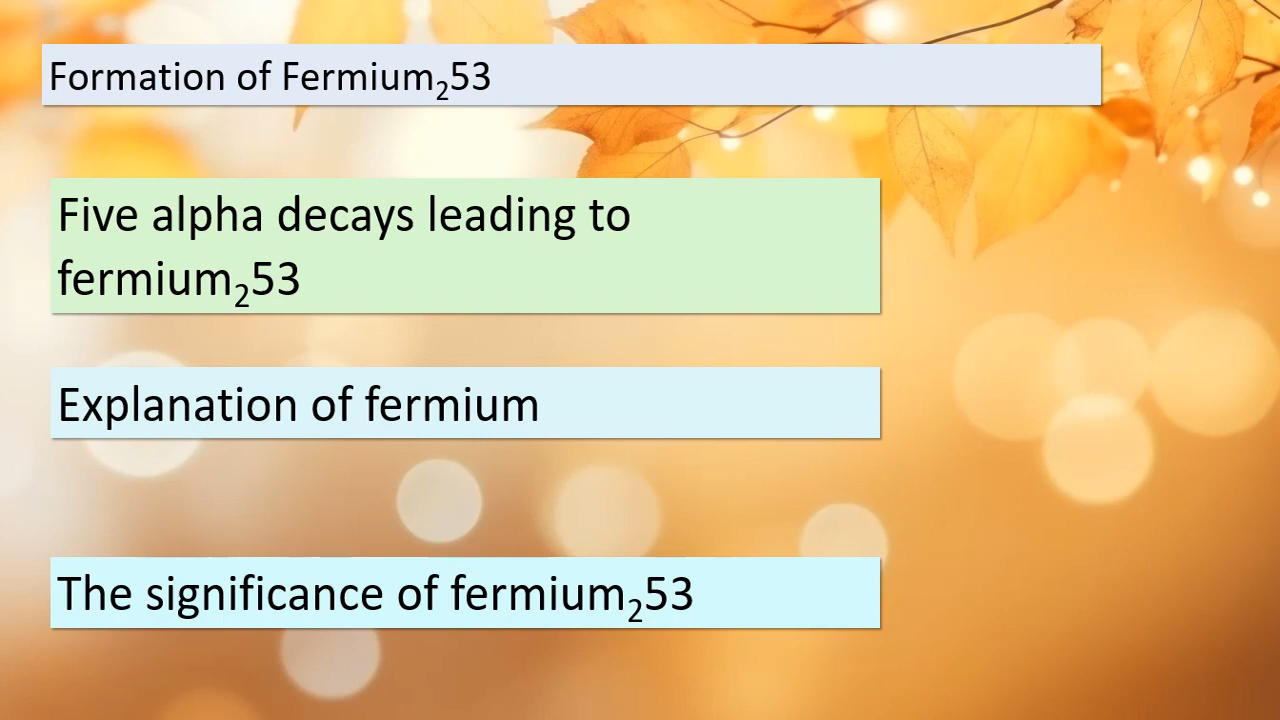 Formation of Fermium₂53
Five alpha decays leading to
fermium₂53
Explanation of fermium
The significance of fermium₂53